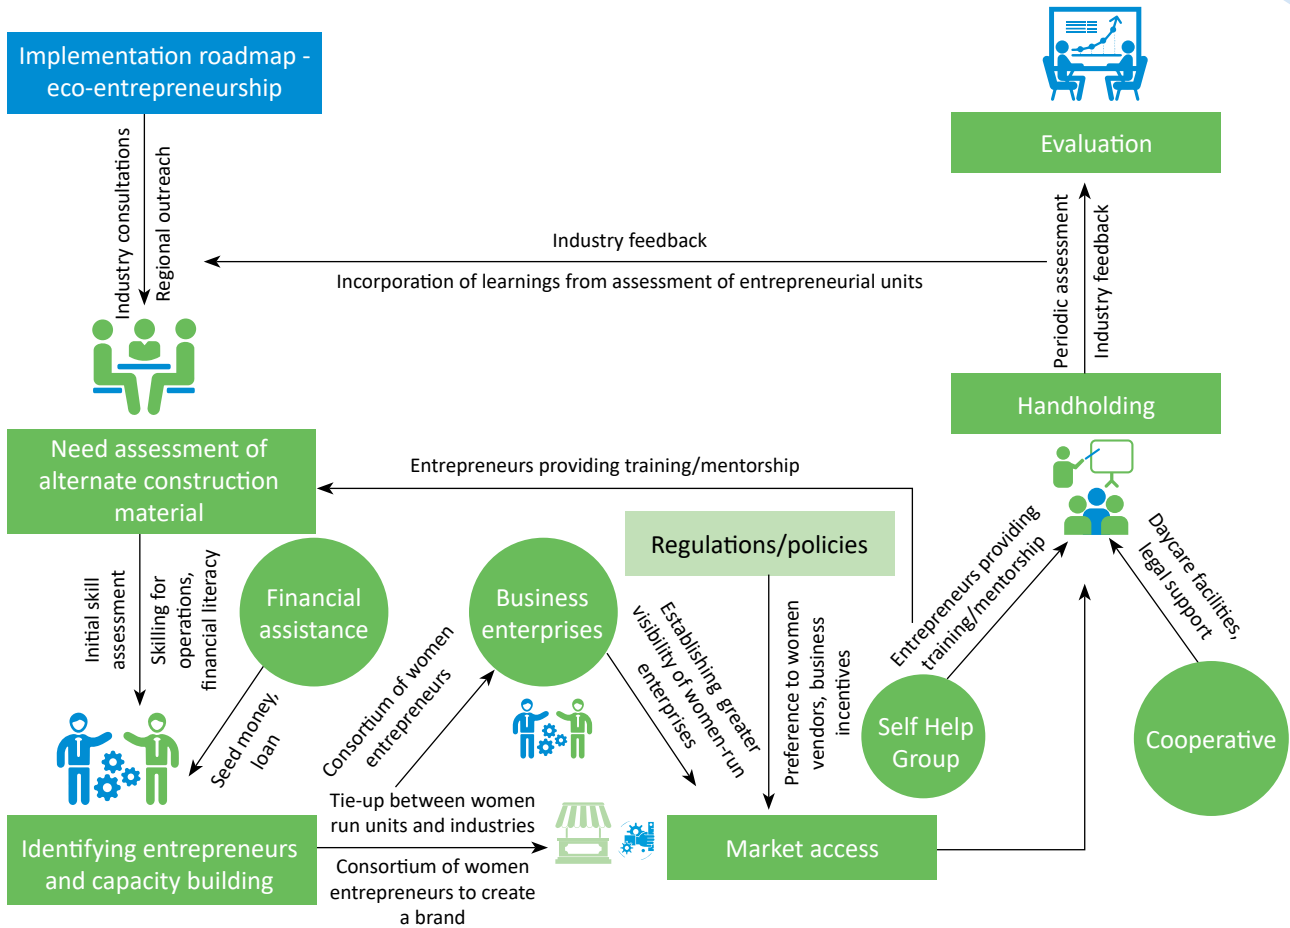 Implementation roadmap -
eco-entrepreneurship
Industry consultations
Regional outreach
Evaluation
Periodic assessment
Industry feedback
Industry feedback
Incorporation of learnings from assessment of entrepreneurial units
Handholding
Need assessment of
alternate construction
material
Entrepreneurs providing training/mentorship
Regulations/policies
Initial skill
assessment
Skilling for
operations,
financial literacy
Financial
assistance
Seed money,
loan
Business
enterprises
Consortium of women
entrepreneurs
Establishing greater
visibility of women-run
enterprises
Preference to women
vendors, business
incentives
Entrepreneurs providing
training/mentorship
Daycare facilities,
legal support
Self Help
Group
Cooperative
Identifying entrepreneurs
and capacity building
Tie-up between women
run units and industries
Consortium of women
entrepreneurs to create
a brand
Market access